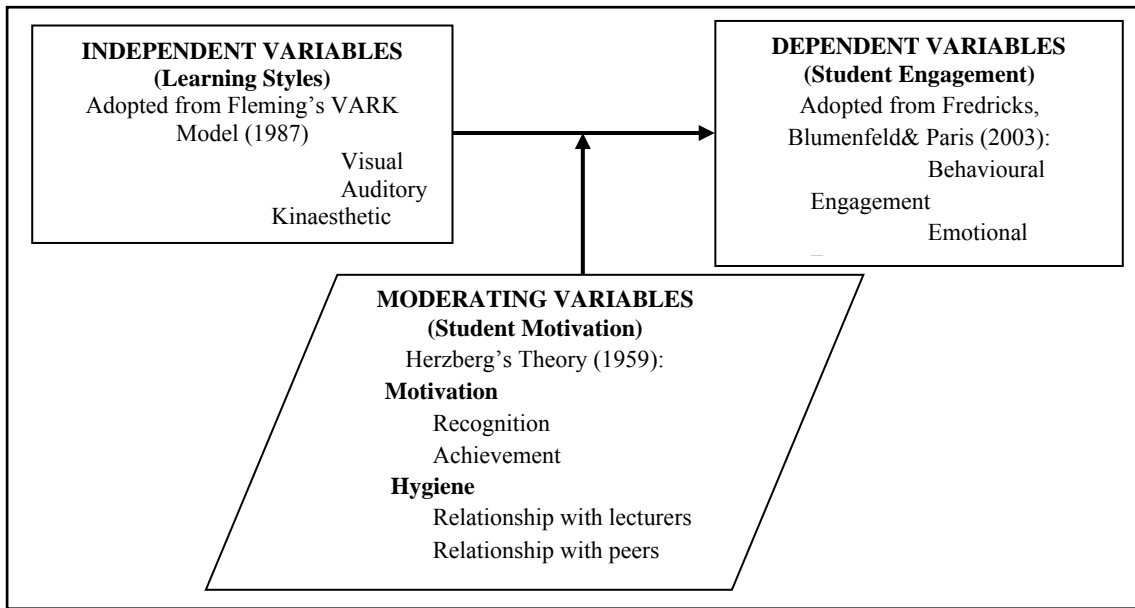 INDEPENDENT VARIABLES
(Learning Styles)
Adopted from Fleming's VARK
Model (1987)
Visual
Auditory
Kinaesthetic
DEPENDENT VARIABLES
(Student Engagement)
Adopted from Fredricks,
Blumenfeld& Paris (2003):
Behavioural
Engagement
Emotional
MODERATING VARIABLES
(Student Motivation)
Herzberg's Theory (1959):
Motivation
Recognition
Achievement
Hygiene
Relationship with lecturers
Relationship with peers